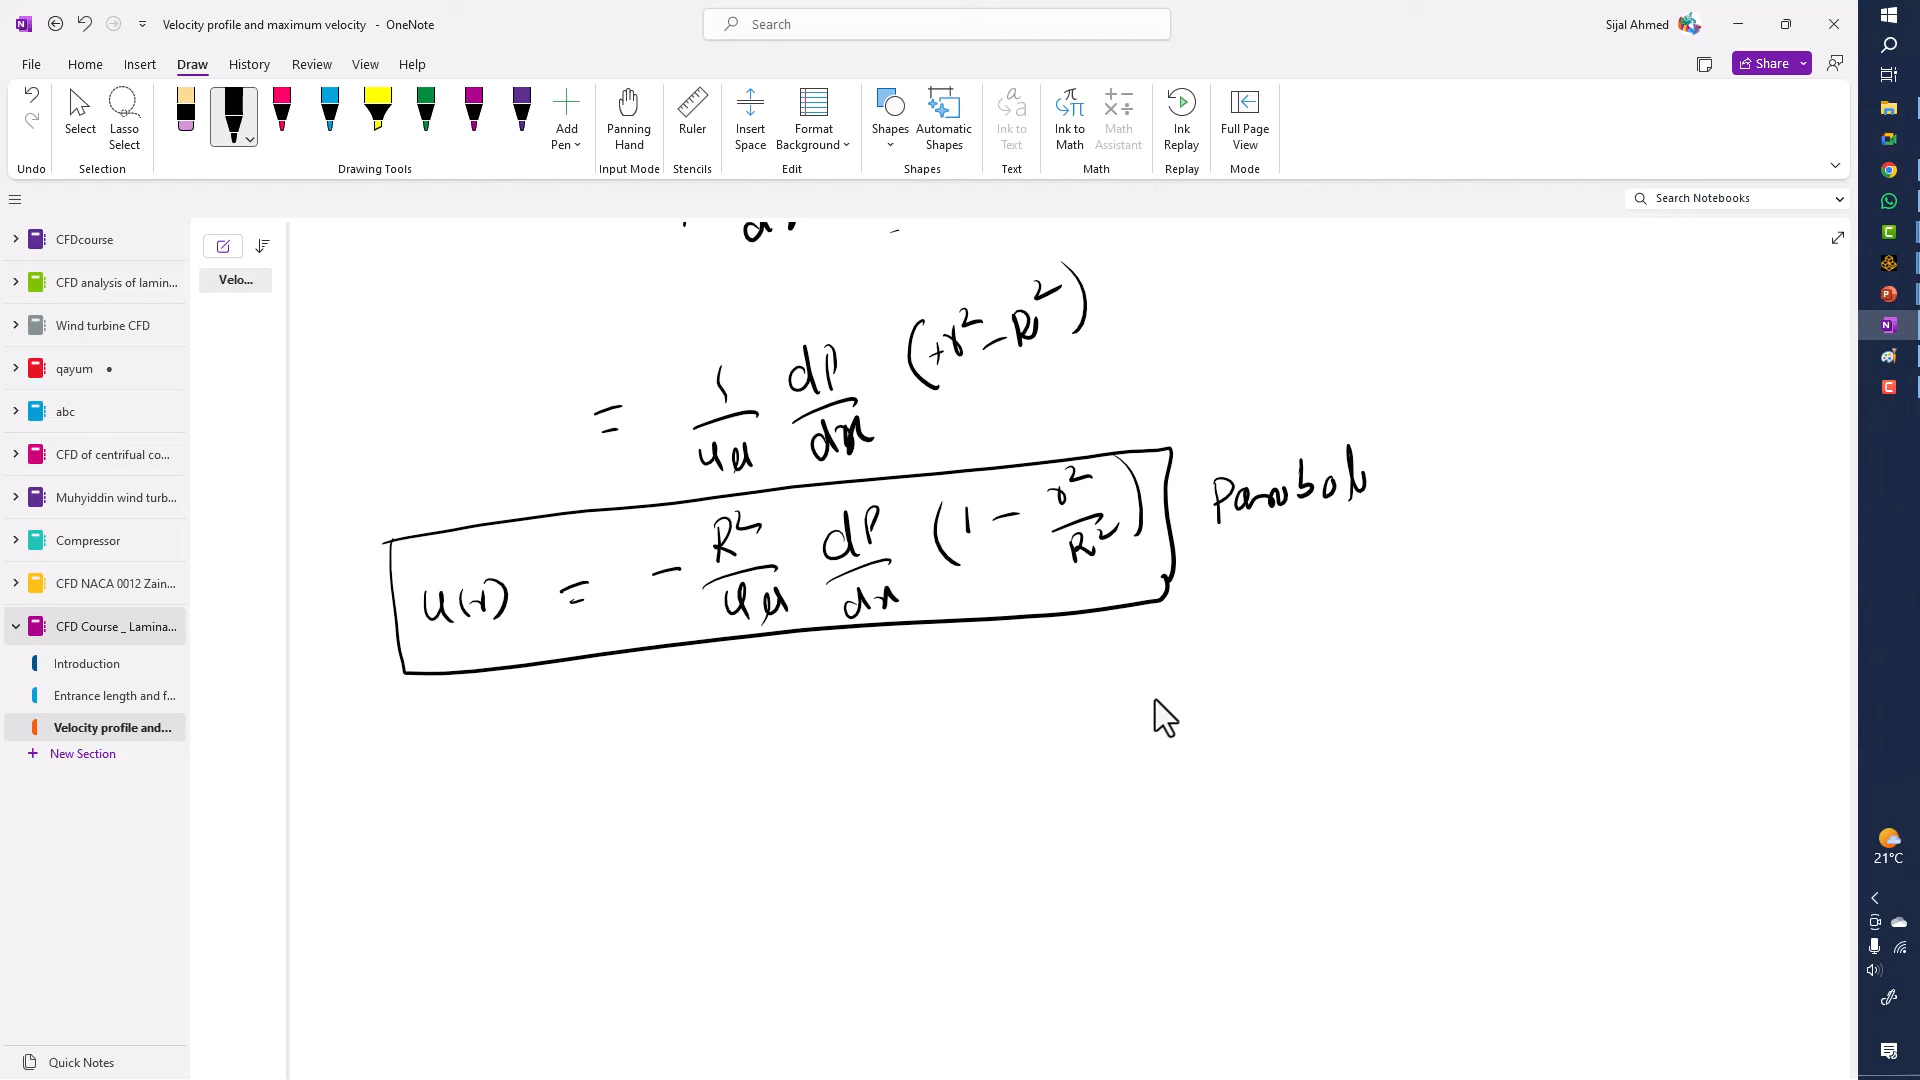 Velocity profile and maximum velocity - OneNote
Search
Sijal Ahmed
File Home Insert Draw History Review View Help
Share
Select
Lasso Select
Add Pen
Panning Hand
Ruler
Insert Space
Format Background
Shapes
Automatic Shapes
Ink to Text
Ink to Math
Math Assistant
Ink Replay
Full Page View
Undo Selection Drawing Tools Input Mode Stencils Edit Shapes Text Math Replay Mode
Search Notebooks
CFDcourse
CFD analysis of lamin...
Wind turbine CFD
qayum
abc
CFD of centrifual co...
Muhyiddin wind turb...
Compressor
CFD NACA 0012 Zain...
CFD Course _ Lamina...
Introduction
Entrance length and f...
Velocity profile and...
New Section
Quick Notes
Velo...
= 1/4μ dP/dx (+r² - R²)
u(r) = - R²/4μ dP/dx (1 - r²/R²)
Parabol
21°C